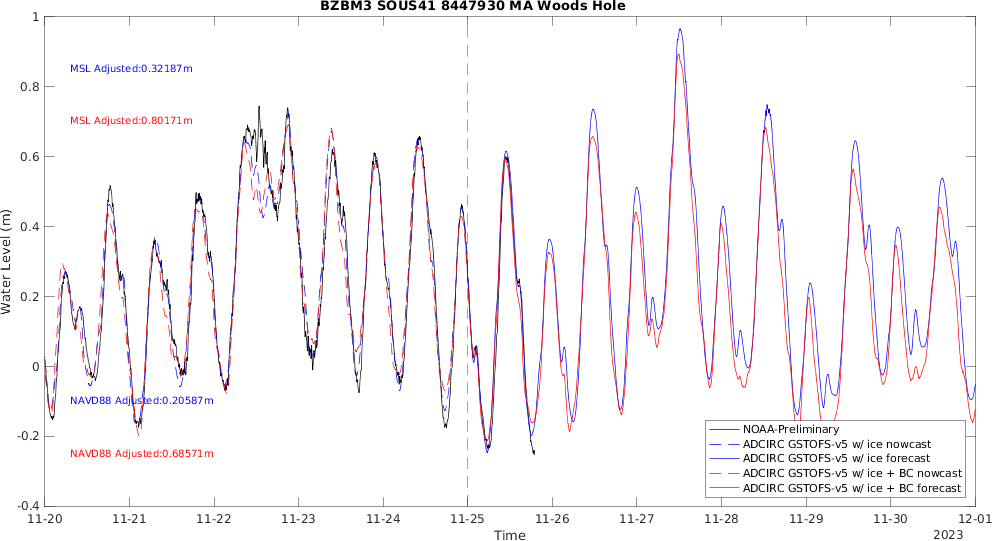 BZBM3 SOUS41 8447930 MA Woods Hole
1
0.8
0.6
0.4
0.2
0
-0.2
-0.4
Water Level (m)
MSL Adjusted:0.32187m
MSL Adjusted:0.80171m
NAVD88 Adjusted:0.20587m
NAVD88 Adjusted:0.68571m
NOAA-Preliminary
ADCIRC GSTOFS-v5 w/ ice nowcast
ADCIRC GSTOFS-v5 w/ ice forecast
ADCIRC GSTOFS-v5 w/ ice + BC nowcast
ADCIRC GSTOFS-v5 w/ ice + BC forecast
11-20 11-21 11-22 11-23 11-24 11-25 11-26 11-27 11-28 11-29 11-30 12-01
Time
2023